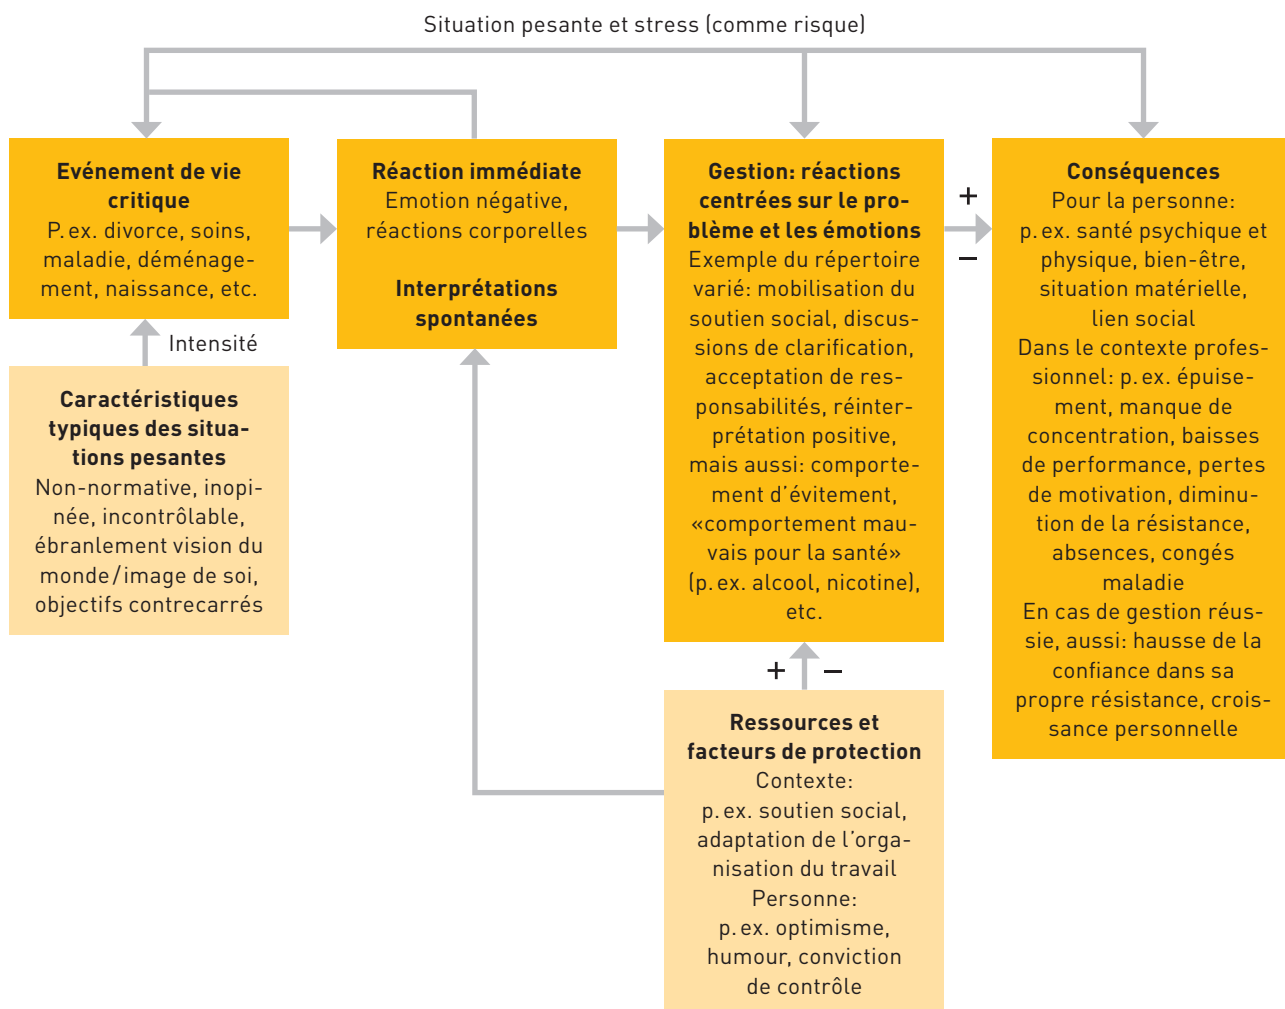 Situation pesante et stress (comme risque)
Evénement de vie
critique
P. ex. divorce, soins,
maladie, déménage-
ment, naissance, etc.
Intensité
Caractéristiques
typiques des situa-
tions pesantes
Non-normative, inopi-
née, incontrôlable,
ébranlement vision du
monde/image de soi,
objectifs contrecarrés
Réaction immédiate
Emotion négative,
réactions corporelles
Interprétations
spontanées
Gestion: réactions
centrées sur le pro-
blème et les émotions
Exemple du répertoire
varié: mobilisation du
soutien social, discus-
sions de clarification,
acceptation de res-
ponsabilités, réinter-
prétation positive,
mais aussi: comporte-
ment d'évitement,
«comportement mau-
vais pour la santé»
(p. ex. alcool, nicotine),
etc.
+ –
Ressources et
facteurs de protection
Contexte:
p. ex. soutien social,
adaptation de l'orga-
nisation du travail
Personne:
p. ex. optimisme,
humour, conviction
de contrôle
+
–
Conséquences
Pour la personne:
p. ex. santé psychique et
physique, bien-être,
situation matérielle,
lien social
Dans le contexte profes-
sionnel: p. ex. épuise-
ment, manque de
concentration, baisses
de performance, pertes
de motivation, diminu-
tion de la résistance,
absences, congés
maladie
En cas de gestion réus-
sie, aussi: hausse de la
confiance dans sa
propre résistance, crois-
sance personnelle